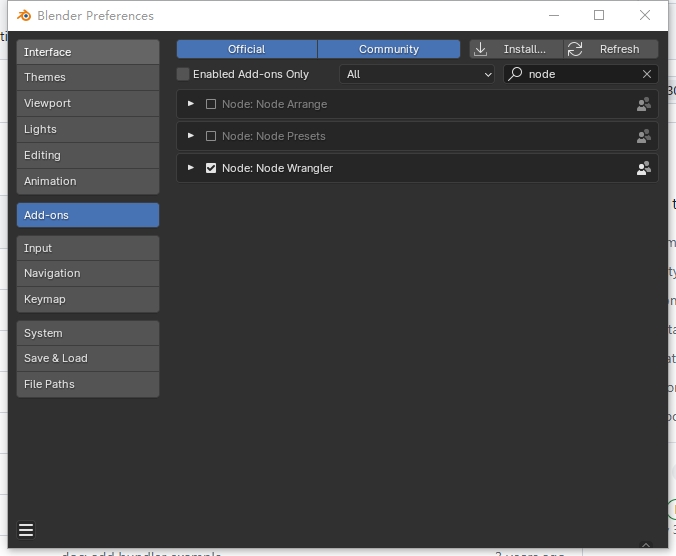 Blender Preferences
Interface
Themes
Viewport
Lights
Editing
Animation
Add-ons
Input
Navigation
Keymap
System
Save & Load
File Paths
Official Community Install... Refresh
Enabled Add-ons Only All node
Node: Node Arrange
Node: Node Presets
Node: Node Wrangler